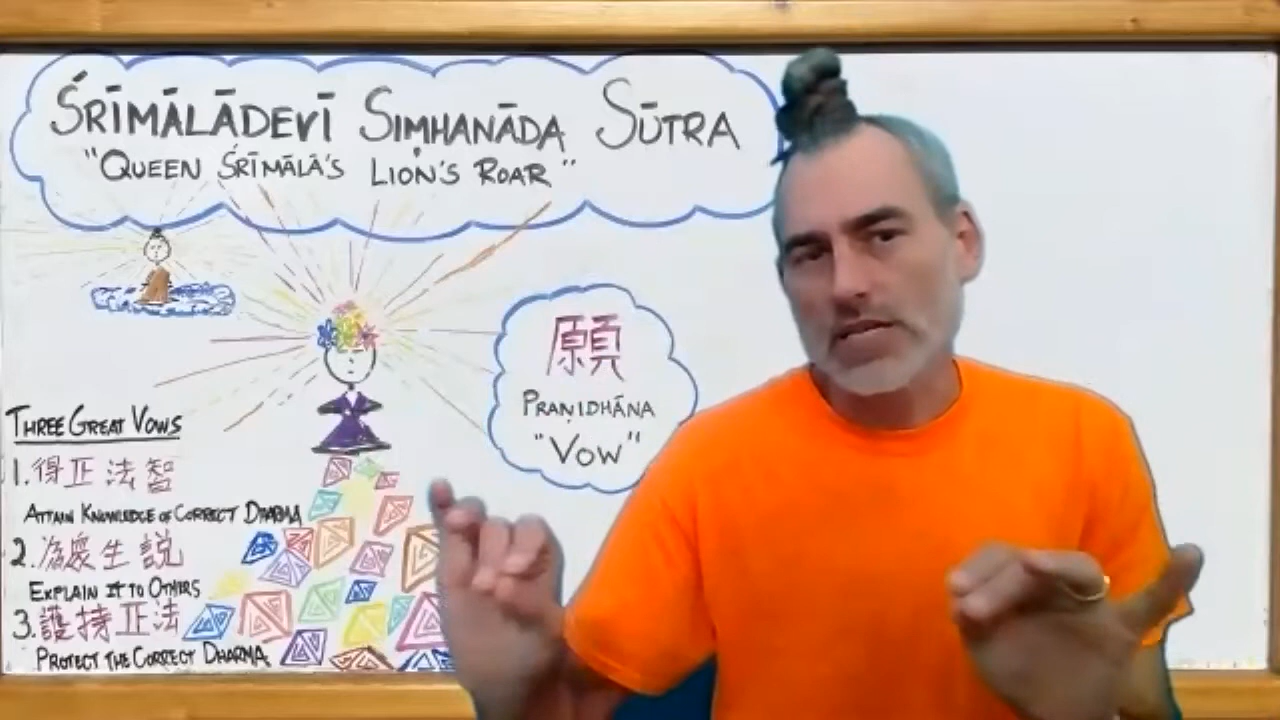 ŚRĪMĀLĀDEVĪ SIṂHANĀDA SŪTRA
"QUEEN ŚRĪMĀLĀ'S LION'S ROAR"
願
PRAṆIDHĀNA
"VOW"
THREE GREAT VOWS
1. 得正法智
ATTAIN KNOWLEDGE OF CORRECT DHARMA
2. 為衆生説
EXPLAIN IT TO OTHERS
3. 護持正法
PROTECT THE CORRECT DHARMA